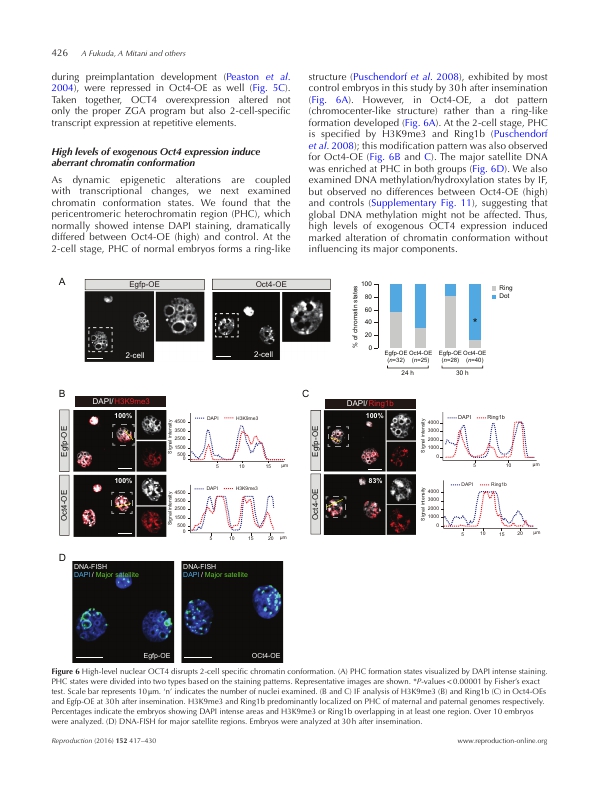 426 A Fukuda, A Mitani and others
during preimplantation development (Peaston et al.
2004), were repressed in Oct4-OE as well (Fig. 5C).
Taken together, OCT4 overexpression altered not
only the proper ZGA program but also 2-cell-specific
transcript expression at repetitive elements.
High levels of exogenous Oct4 expression induce
aberrant chromatin conformation
As dynamic epigenetic alterations are coupled
with transcriptional changes, we next examined
chromatin conformation states. We found that the
pericentromeric heterochromatin region (PHC), which
normally showed intense DAPI staining, dramatically
differed between Oct4-OE (high) and control. At the
2-cell stage, PHC of normal embryos forms a ring-like
structure (Puschendorf et al. 2008), exhibited by most
control embryos in this study by 30 h after insemination
(Fig. 6A). However, in Oct4-OE, a dot pattern
(chromocenter-like structure) rather than a ring-like
formation developed (Fig. 6A). At the 2-cell stage, PHC
is specified by H3K9me3 and Ring1b (Puschendorf
et al. 2008); this modification pattern was also observed
for Oct4-OE (Fig. 6B and C). The major satellite DNA
was enriched at PHC in both groups (Fig. 6D). We also
examined DNA methylation/hydroxylation states by IF,
but observed no differences between Oct4-OE (high)
and controls (Supplementary Fig. 11), suggesting that
global DNA methylation might not be affected. Thus,
high levels of exogenous OCT4 expression induced
marked alteration of chromatin conformation without
influencing its major components.
A
Egfp-OE
Oct4-OE
2-cell
2-cell
% of chromatin states
100
80
60
40
20
0
*
Ring
Dot
Egfp-OE Oct4-OE Egfp-OE Oct4-OE
(n=32) (n=25) (n=28) (n=40)
24 h 30 h
B
DAPI/H3K9me3
Egfp-OE
100%
Signal intensity
4500
3500
2500
1500
500
0
DAPI H3K9me3
5 10 15 µm
Oct4-OE
100%
Signal intensity
4500
3500
2500
1500
500
0
DAPI H3K9me3
5 10 15 20 µm
C
DAPI/Ring1b
Egfp-OE
100%
Signal intensity
4000
3000
2000
1000
0
DAPI Ring1b
5 10 µm
Oct4-OE
83%
Signal intensity
4000
3000
2000
1000
0
DAPI Ring1b
5 10 15 20 µm
D
DNA-FISH
DAPI / Major satellite
Egfp-OE
DNA-FISH
DAPI / Major satellite
OCT4-OE
Figure 6 High-level nuclear OCT4 disrupts 2-cell specific chromatin conformation. (A) PHC formation states visualized by DAPI intense staining.
PHC states were divided into two types based on the staining patterns. Representative images are shown. *P-values <0.00001 by Fisher's exact
test. Scale bar represents 10 µm. 'n' indicates the number of nuclei examined. (B and C) IF analysis of H3K9me3 (B) and Ring1b (C) in Oct4-OEs
and Egfp-OE at 30 h after insemination. H3K9me3 and Ring1b predominantly localized on PHC of maternal and paternal genomes respectively.
Percentages indicate the embryos showing DAPI intense areas and H3K9me3 or Ring1b overlapping in at least one region. Over 10 embryos
were analyzed. (D) DNA-FISH for major satellite regions. Embryos were analyzed at 30 h after insemination.
Reproduction (2016) 152 417–430
www.reproduction-online.org